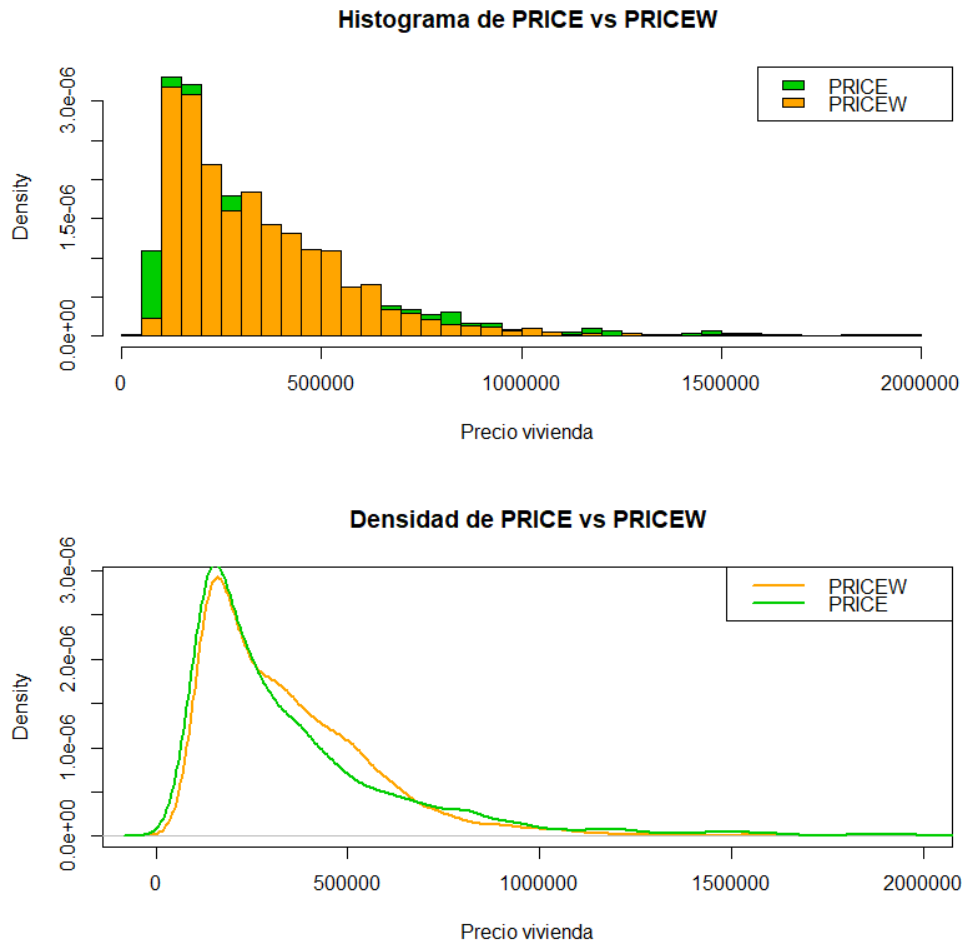 Histograma de PRICE vs PRICEW
PRICE
PRICEW
Density
0.0e+00 1.5e-06 3.0e-06
0 500000 1000000 1500000 2000000
Precio vivienda
Densidad de PRICE vs PRICEW
PRICEW
PRICE
Density
0.0e+00 1.0e-06 2.0e-06 3.0e-06
0 500000 1000000 1500000 2000000
Precio vivienda